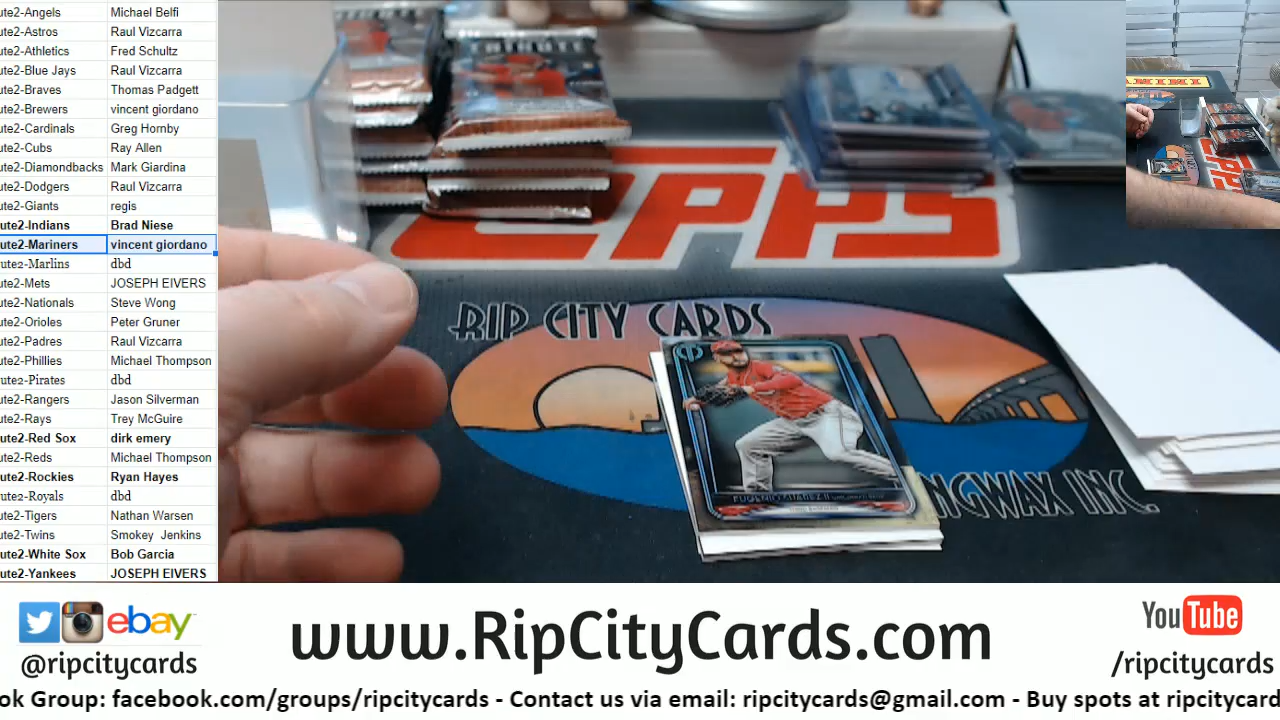 ute2-Angels Michael Belfi
ute2-Astros Raul Vizcarra
ute2-Athletics Fred Schultz
ute2-Blue Jays Raul Vizcarra
ute2-Braves Thomas Padgett
ute2-Brewers vincent giordano
ute2-Cardinals Greg Hornby
ute2-Cubs Ray Allen
ute2-Diamondbacks Mark Giardina
ute2-Dodgers Raul Vizcarra
ute2-Giants regis
ute2-Indians Brad Niese
ute2-Mariners vincent giordano
ute2-Marlins dbd
ute2-Mets JOSEPH EIVERS
ute2-Nationals Steve Wong
ute2-Orioles Peter Gruner
ute2-Padres Raul Vizcarra
ute2-Phillies Michael Thompson
ute2-Pirates dbd
ute2-Rangers Jason Silverman
ute2-Rays Trey McGuire
ute2-Red Sox dirk emery
ute2-Reds Michael Thompson
ute2-Rockies Ryan Hayes
ute2-Royals dbd
ute2-Tigers Nathan Warsen
ute2-Twins Smokey Jenkins
ute2-White Sox Bob Garcia
ute2-Yankees JOSEPH EIVERS
RIP CITY CARDS
EUGENIO SUAREZ
NGWAX INC.
ebay
@ripcitycards
www.RipCityCards.com
YouTube
/ripcitycards
ok Group: facebook.com/groups/ripcitycards - Contact us via email: ripcitycards@gmail.com - Buy spots at ripcitycard